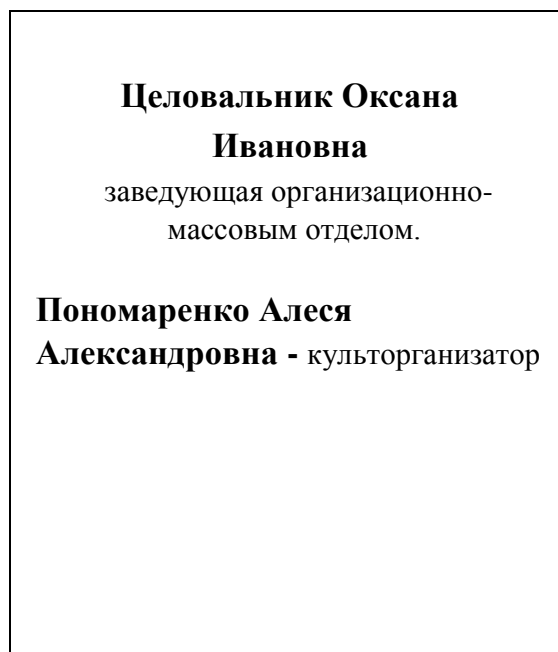 Целовальник Оксана
Ивановна
заведующая организационно-
массовым отделом.
Пономаренко Алеся
Александровна - культорганизатор